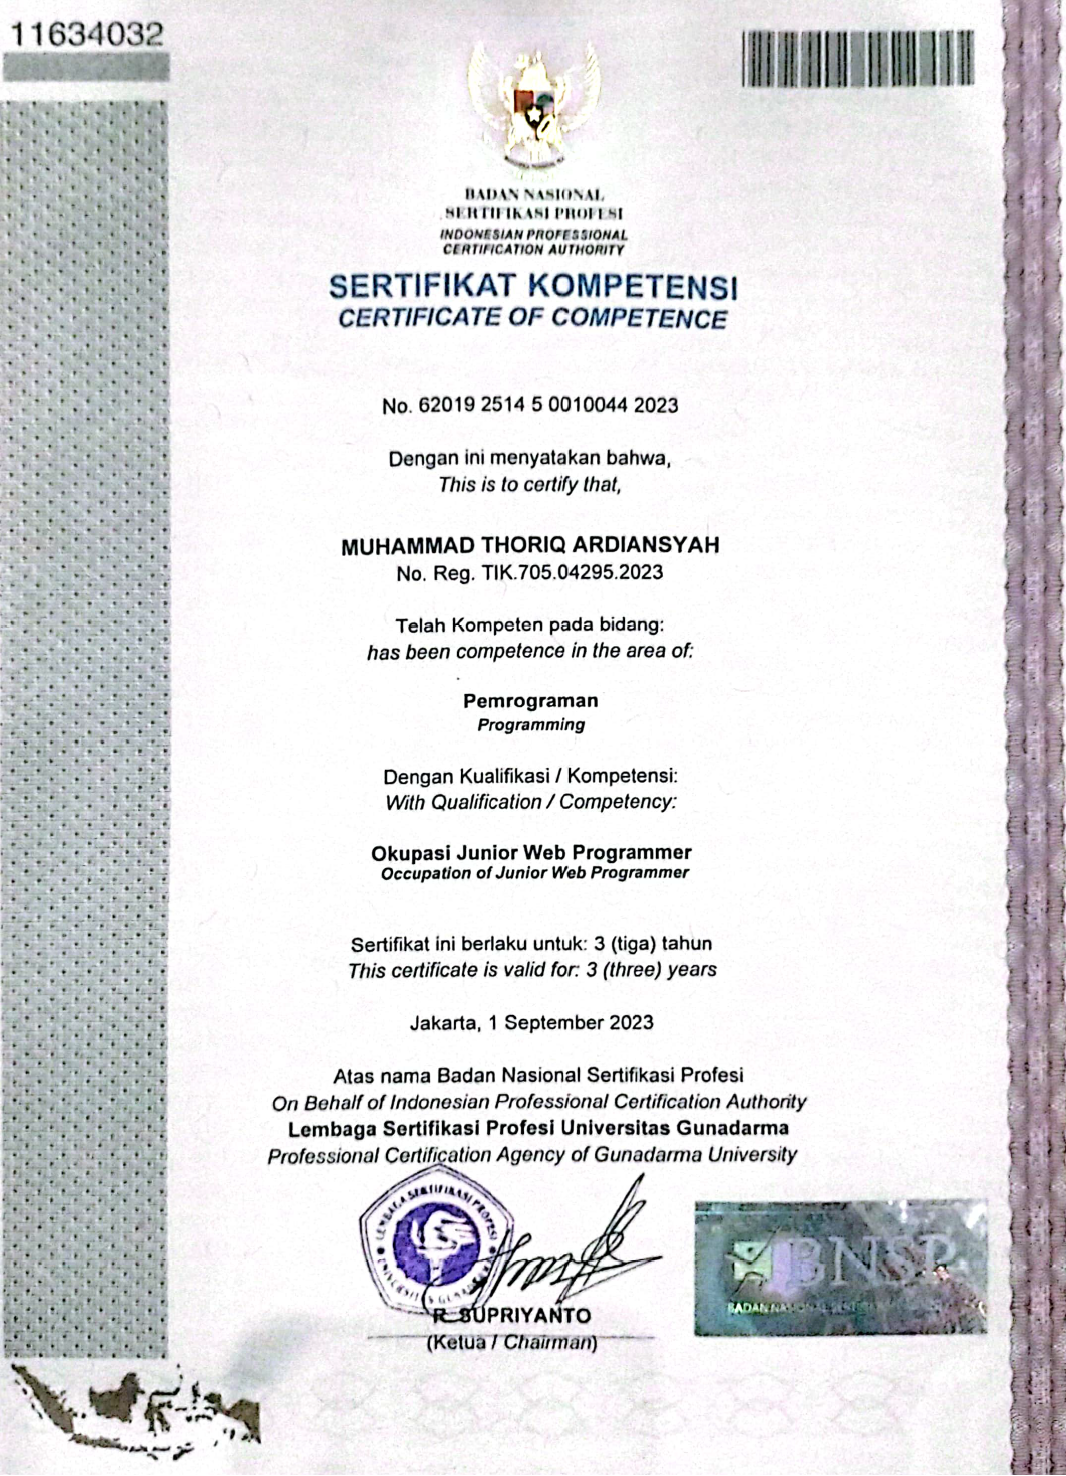 11634032
BADAN NASIONAL
SERTIFIKASI PROFESI
INDONESIAN PROFESSIONAL
CERTIFICATION AUTHORITY
SERTIFIKAT KOMPETENSI
CERTIFICATE OF COMPETENCE
No. 62019 2514 5 0010044 2023
Dengan ini menyatakan bahwa,
This is to certify that,
MUHAMMAD THORIQ ARDIANSYAH
No. Reg. TIK.705.04295.2023
Telah Kompeten pada bidang:
has been competence in the area of:
Pemrograman
Programming
Dengan Kualifikasi / Kompetensi:
With Qualification / Competency:
Okupasi Junior Web Programmer
Occupation of Junior Web Programmer
Sertifikat ini berlaku untuk: 3 (tiga) tahun
This certificate is valid for: 3 (three) years
Jakarta, 1 September 2023
Atas nama Badan Nasional Sertifikasi Profesi
On Behalf of Indonesian Professional Certification Authority
Lembaga Sertifikasi Profesi Universitas Gunadarma
Professional Certification Agency of Gunadarma University
LEMBAGA SERTIFIKASI PROFESI
UNIVERSITAS GUNADARMA
BNSP
BADAN NASIONAL
R. SUPRIYANTO
(Ketua / Chairman)